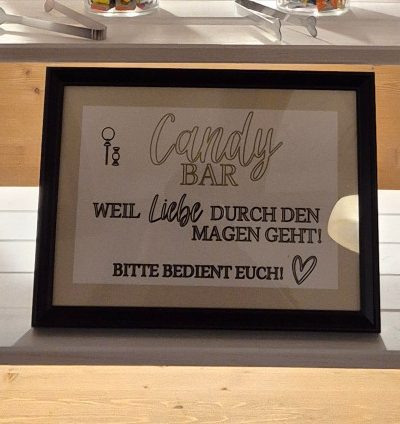 Candy
BAR
WEIL Liebe DURCH DEN
MAGEN GEHT!
BITTE BEDIENT EUCH!